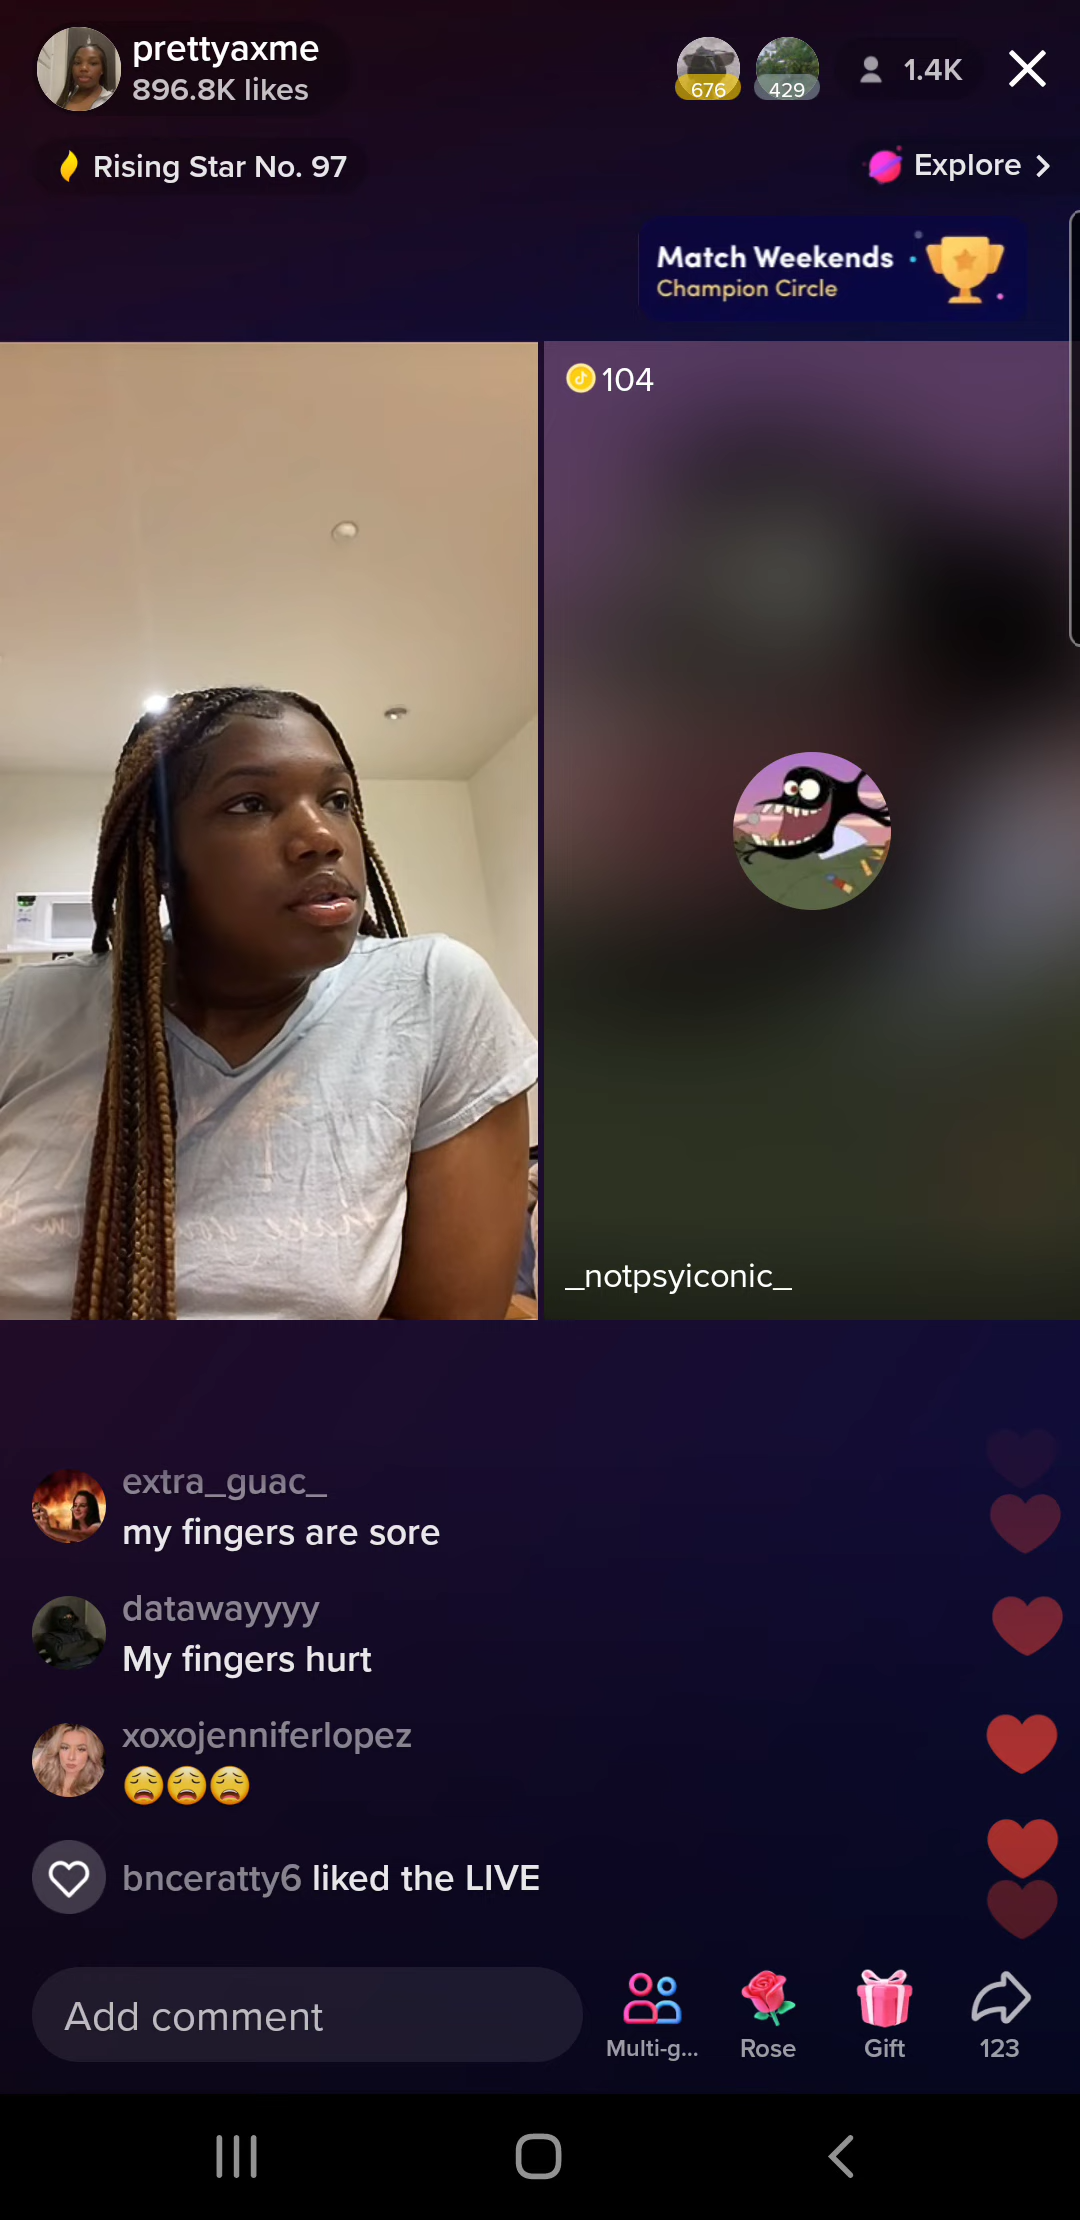 prettyaxme
896.8K likes
676
429
1.4K
Rising Star No. 97
Explore
Match Weekends
Champion Circle
104
_notpsyiconic_
extra_guac_
my fingers are sore
datawayyyy
My fingers hurt
xoxojenniferlopez
😩😩😩
bnceratty6 liked the LIVE
Add comment
Multi-g...
Rose
Gift
123